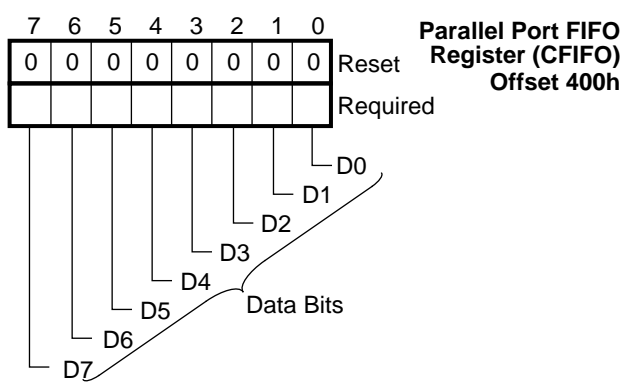 7 6 5 4 3 2 1 0
0 0 0 0 0 0 0 0 Reset
Required
Parallel Port FIFO
Register (CFIFO)
Offset 400h
D0
D1
D2
D3
D4
D5
D6
D7
Data Bits